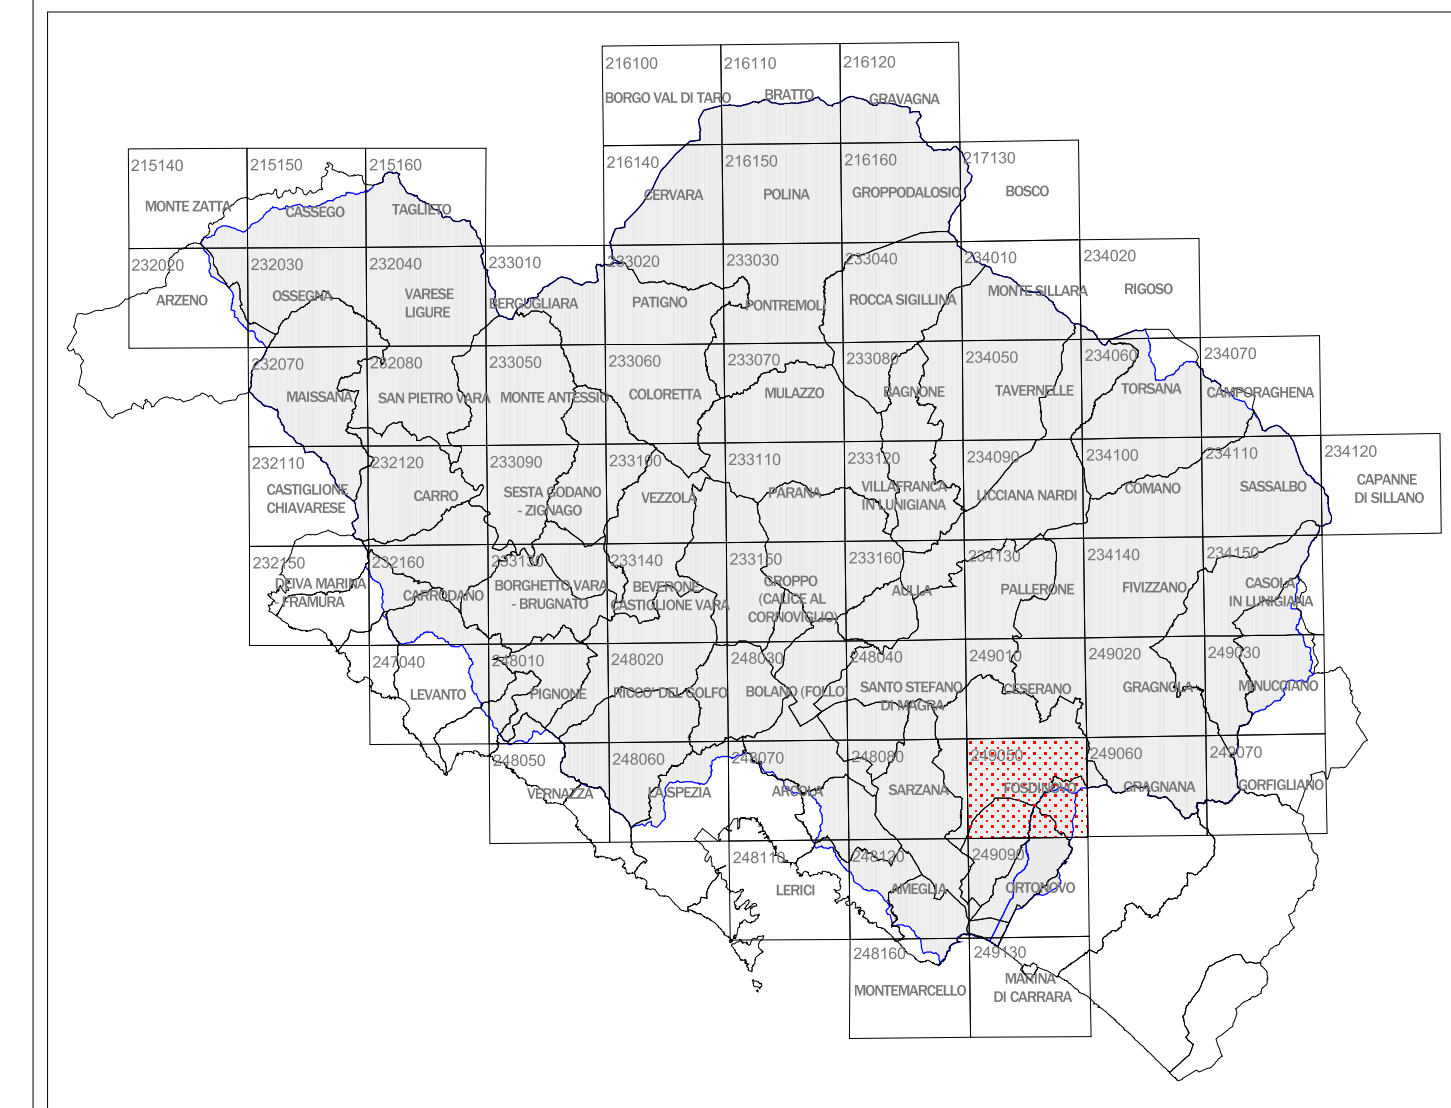 216100
BORGO VAL DI TARO
216110
BRATTO
216120
GRAVAGNA
215140
MONTE ZATTA
215150
CASSEGO
215160
TAGLIETO
216140
CERVARA
216150
POLINA
216160
GROPPODALOSIO
217130
BOSCO
232020
ARZENO
232030
OSSEGNA
232040
VARESE
LIGURE
233010
BERGUGLIARA
233020
PATIGNO
233030
PONTREMOLI
233040
ROCCA SIGILLINA
234010
MONTE SILLARA
234020
RIGOSO
232070
MAISSANA
232080
SAN PIETRO VARA
233050
MONTE ANTESSIO
233060
COLORETTA
233070
MULAZZO
233080
BAGNONE
234050
TAVERNELLE
234060
TORSANA
234070
CAMPORAGHENA
232110
CASTIGLIONE
CHIAVARESE
232120
CARRO
233090
SESTA GODANO
- ZIGNAGO
233100
VEZZOLA
233110
PARANA
233120
VILLAFRANCA
IN LUNIGIANA
234090
LICCIANA NARDI
234100
COMANO
234110
SASSALBO
234120
CAPANNE
DI SILLANO
232150
DEIVA MARINA
- FRAMURA
232160
CARRODANO
233130
BORGHETTO VARA
- BRUGNATO
233140
BEVERONE
CASTIGLIONE VARA
233150
GROPPO
(CALICE AL
CORNOVIGLIO)
233160
AULLA
234130
PALLERONE
234140
FIVIZZANO
234150
CASOLA
IN LUNIGIANA
247040
LEVANTO
248010
PIGNONE
248020
RICCO' DEL GOLFO
248030
BOLANO (FOLLO)
248040
SANTO STEFANO
DI MAGRA
249010
CESERANO
249020
GRAGNOLA
249030
MINUCCIANO
248050
VERNAZZA
248060
LA SPEZIA
248070
ARCOLA
248080
SARZANA
249050
FOSDINOVO
249060
GRAGNANA
249070
GORFIGLIANO
248110
LERICI
248120
AMEGLIA
249090
ORTONOVO
248160
MONTEMARCELLO
249130
MARINA
DI CARRARA